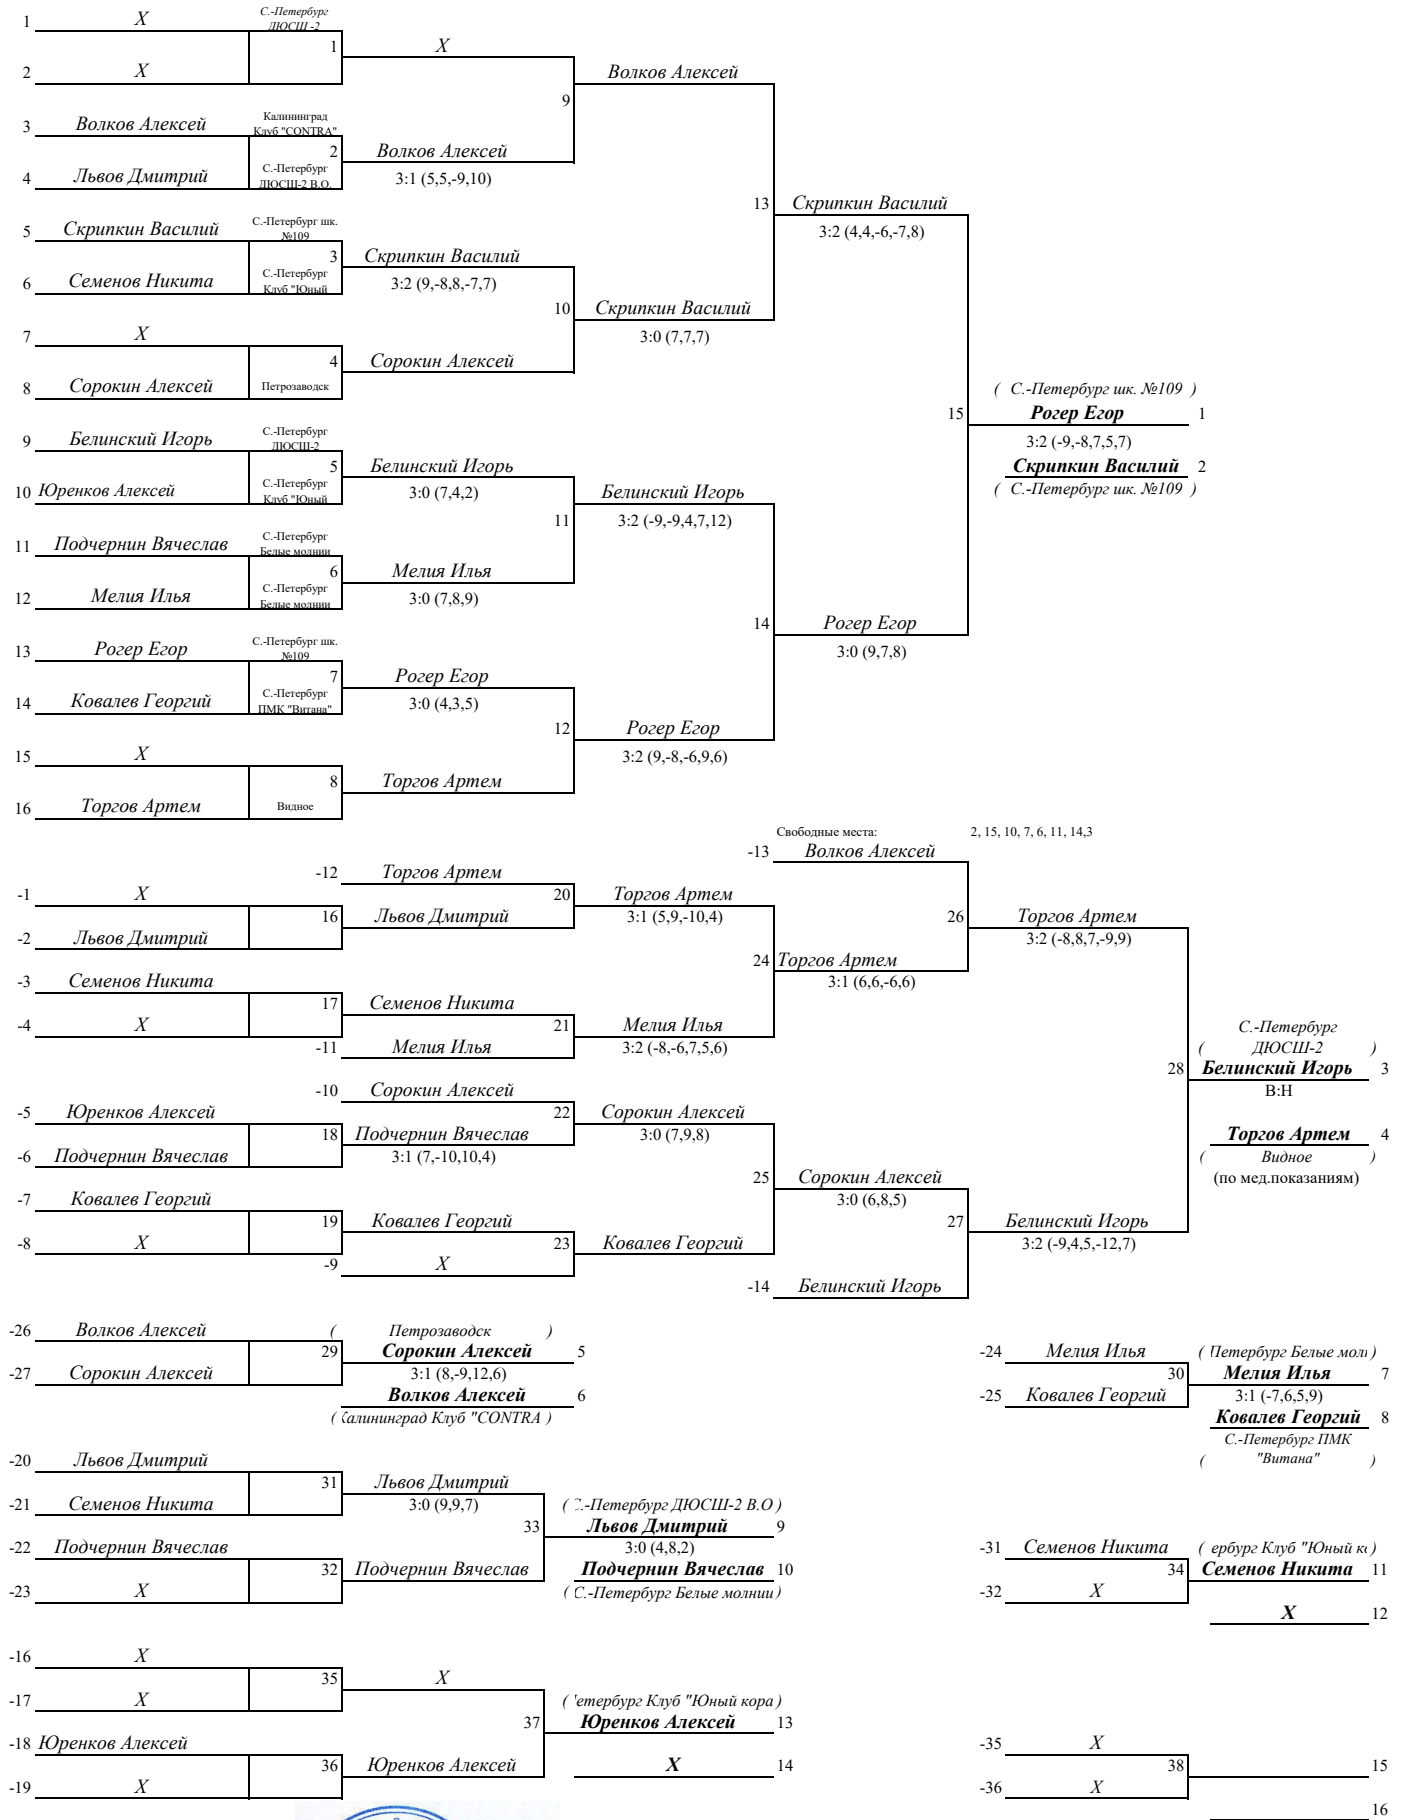 1 X С.-Петербург ДЮСШ -2
1 X
2 X
Волков Алексей
9
3 Волков Алексей Калининград Клуб "CONTRA"
2 Волков Алексей
4 Львов Дмитрий С.-Петербург ДЮСШ-2 В.О.
3:1 (5,5,-9,10)
13 Скрипкин Василий
3:2 (4,4,-6,-7,8)
5 Скрипкин Василий С.-Петербург шк. №109
3 Скрипкин Василий
6 Семенов Никита С.-Петербург Клуб "Юный
3:2 (9,-8,8,-7,7)
10 Скрипкин Василий
3:0 (7,7,7)
7 X
4 Сорокин Алексей
8 Сорокин Алексей Петрозаводск
( С.-Петербург шк. №109 )
15 Рогер Егор 1
3:2 (-9,-8,7,5,7)
Скрипкин Василий 2
( С.-Петербург шк. №109 )
9 Белинский Игорь С.-Петербург ДЮСШ-2
5 Белинский Игорь
10 Юренков Алексей С.-Петербург Клуб "Юный
3:0 (7,4,2)
Белинский Игорь
11 3:2 (-9,-9,4,7,12)
11 Подчернин Вячеслав С.-Петербург Белые молнии
6 Мелия Илья
12 Мелия Илья С.-Петербург Белые молнии
3:0 (7,8,9)
14 Рогер Егор
3:0 (9,7,8)
13 Рогер Егор С.-Петербург шк. №109
7 Рогер Егор
14 Ковалев Георгий С.-Петербург ПМК "Витана"
3:0 (4,3,5)
12 Рогер Егор
3:2 (9,-8,-6,9,6)
15 X
8 Торгов Артем
16 Торгов Артем Видное
Свободные места: 2, 15, 10, 7, 6, 11, 14,3
-13 Волков Алексей
-12 Торгов Артем
-1 X
20 Торгов Артем
3:1 (5,9,-10,4)
16 Львов Дмитрий
-2 Львов Дмитрий
26 Торгов Артем
3:2 (-8,8,7,-9,9)
24 Торгов Артем
3:1 (6,6,-6,6)
-3 Семенов Никита
17 Семенов Никита
-4 X
21 Мелия Илья
3:2 (-8,-6,7,5,6)
-11 Мелия Илья
С.-Петербург
( ДЮСШ-2 )
28 Белинский Игорь 3
В:Н
Торгов Артем 4
( Видное )
(по мед.показаниям)
-10 Сорокин Алексей
-5 Юренков Алексей
22 Сорокин Алексей
3:0 (7,9,8)
18 Подчернин Вячеслав
3:1 (7,-10,10,4)
-6 Подчернин Вячеслав
25 Сорокин Алексей
3:0 (6,8,5)
-7 Ковалев Георгий
19 Ковалев Георгий
27 Белинский Игорь
3:2 (-9,4,5,-12,7)
-8 X
23 Ковалев Георгий
-9 X
-14 Белинский Игорь
-26 Волков Алексей
( Петрозаводск )
29 Сорокин Алексей 5
-27 Сорокин Алексей
3:1 (8,-9,12,6)
Волков Алексей 6
Клуб "CONTRA )
-24 Мелия Илья
( Петербург Белые )
30 Мелия Илья 7
-25 Ковалев Георгий
3:1 (-7,6,5,9)
Ковалев Георгий 8
С.-Петербург ПМК
( "Витана" )
-20 Львов Дмитрий
31 Львов Дмитрий
-21 Семенов Никита
3:0 (9,9,7)
( .-Петербург ДЮСШ-2 В.О )
33 Львов Дмитрий 9
3:0 (4,8,2)
-22 Подчернин Вячеслав
32 Подчернин Вячеслав
Подчернин Вячеслав 10
-23 X
( С.-Петербург Белые молнии )
-31 Семенов Никита
( ербург Клуб "Юный )
34 Семенов Никита 11
-32 X
X 12
-16 X
35 X
-17 X
( етербург Клуб "Юный кора )
37 Юренков Алексей 13
-18 Юренков Алексей
36 Юренков Алексей
X 14
-19 X
-35 X
38 15
-36 X
16